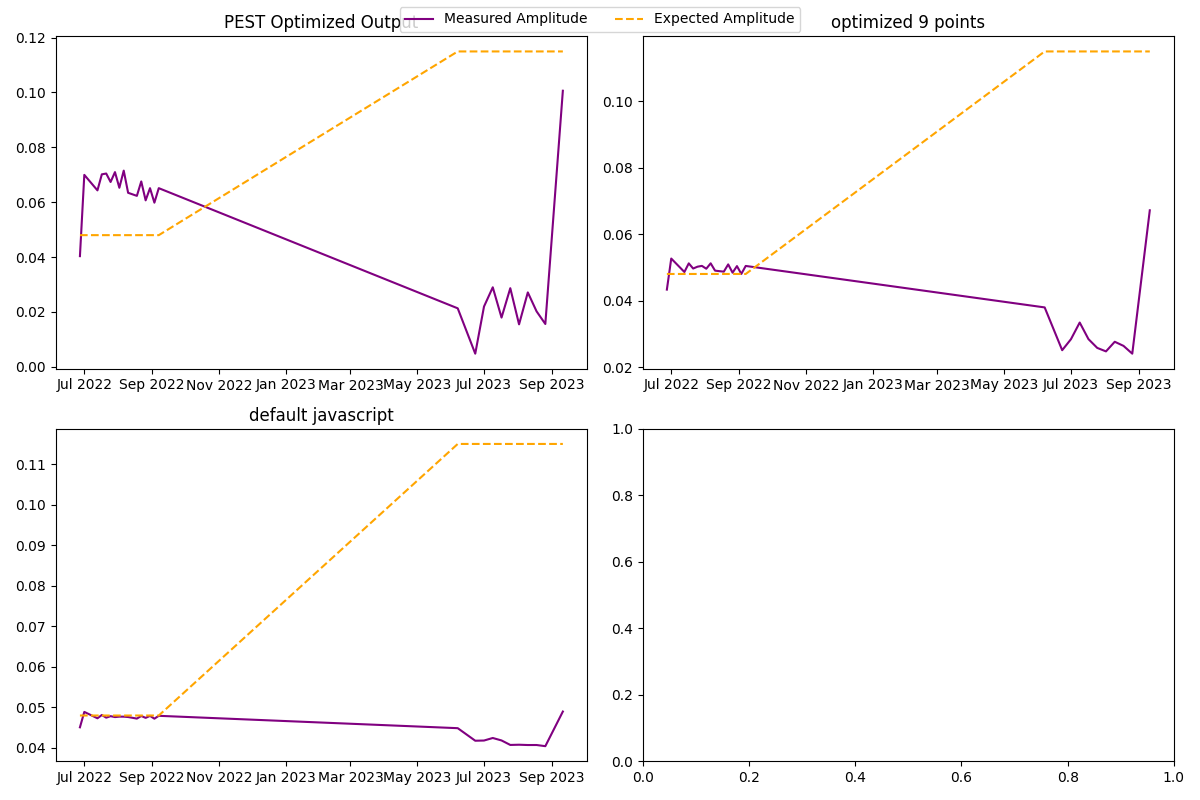 PEST Optimized Output
Measured Amplitude
Expected Amplitude
optimized 9 points
0.12
0.10
0.08
0.06
0.04
0.02
0.00
Jul 2022 Sep 2022 Nov 2022 Jan 2023 Mar 2023 May 2023 Jul 2023 Sep 2023
0.10
0.08
0.06
0.04
0.02
Jul 2022 Sep 2022 Nov 2022 Jan 2023 Mar 2023 May 2023 Jul 2023 Sep 2023
default javascript
0.11
0.10
0.09
0.08
0.07
0.06
0.05
0.04
Jul 2022 Sep 2022 Nov 2022 Jan 2023 Mar 2023 May 2023 Jul 2023 Sep 2023
1.0
0.8
0.6
0.4
0.2
0.0
0.0 0.2 0.4 0.6 0.8 1.0